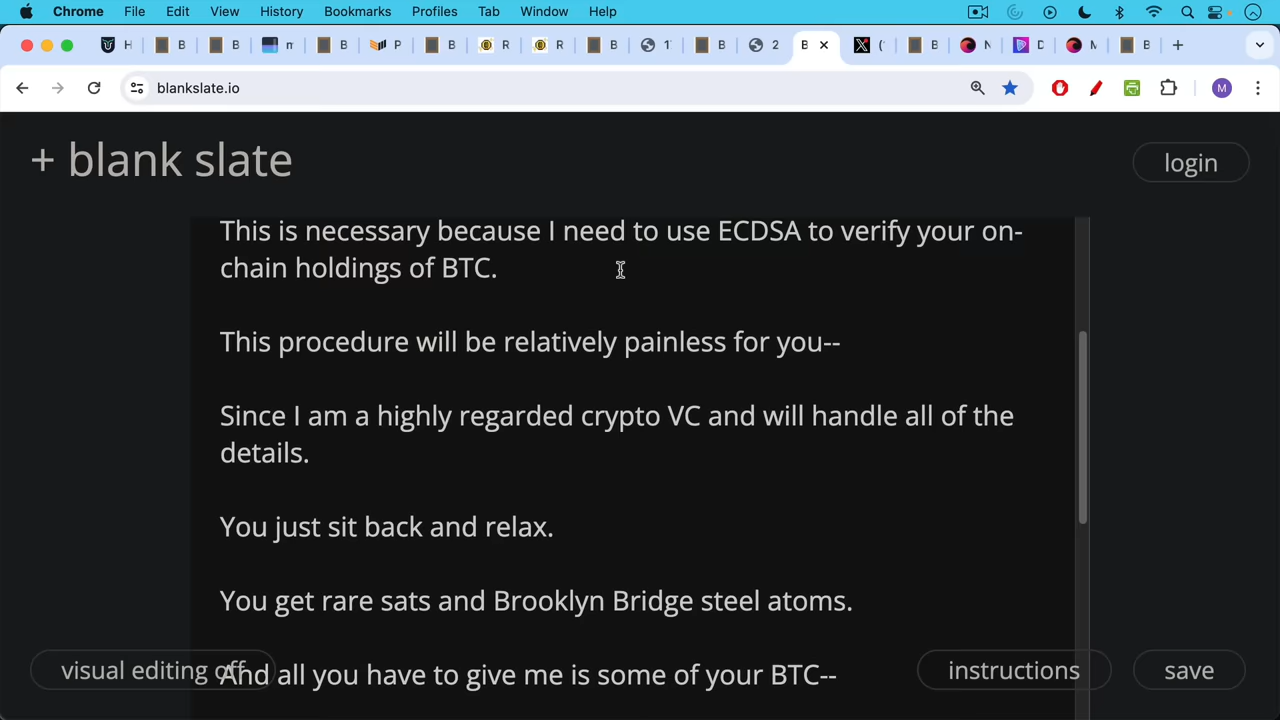 Chrome File Edit View History Bookmarks Profiles Tab Window Help
H B B m B P B R R B 1 B 2 B ( B N D M B
blankslate.io M
+ blank slate
login
This is necessary because I need to use ECDSA to verify your on-
chain holdings of BTC.
This procedure will be relatively painless for you--
Since I am a highly regarded crypto VC and will handle all of the
details.
You just sit back and relax.
You get rare sats and Brooklyn Bridge steel atoms.
And all you have to give me is some of your BTC--
visual editing off
instructions
save